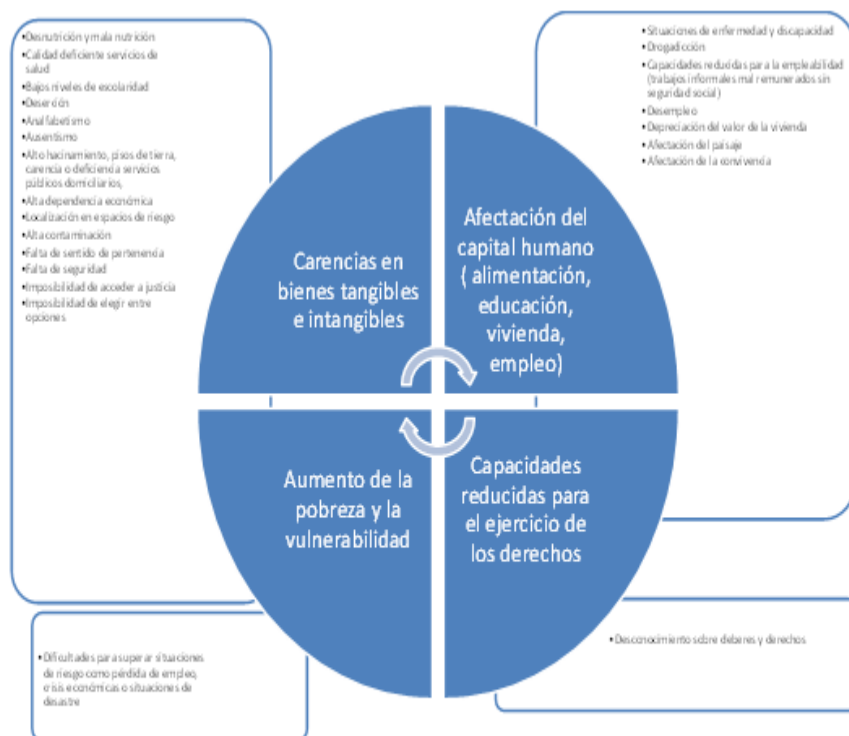 •Desnutrición y mala nutrición
•Calidad deficiente servicios de
salud
•Bajos niveles de escolaridad
•Deserción
•Analfabetismo
•Ausentismo
•Alto hacinamiento, pisos de tierra,
carencia o deficiencia servicios
públicos domiciliarios,
•Alta dependencia económica
•Localización en espacios de riesgo
•Alta contaminación
•Falta de sentido de pertenencia
•Falta de seguridad
•Imposibilidad de acceder a justicia
•Imposibilidad de elegir entre
opciones
•Situaciones de enfermedad y discapacidad
•Drogadicción
•Capacidades reducidas para la empleabilidad
(trabajos informales mal remunerados sin
seguridad social)
•Desempleo
•Depreciación del valor de la vivienda
•Afectación del paisaje
•Afectación de la convivencia
Carencias en
bienes tangibles
e intangibles
Afectación del
capital humano
( alimentación,
educación,
vivienda,
empleo)
Aumento de la
pobreza y la
vulnerabilidad
Capacidades
reducidas para
el ejercicio de
los derechos
•Dificultades para superar situaciones
de riesgo como pérdida de empleo,
crisis económicas o situaciones de
desastre
•Desconocimiento sobre deberes y derechos